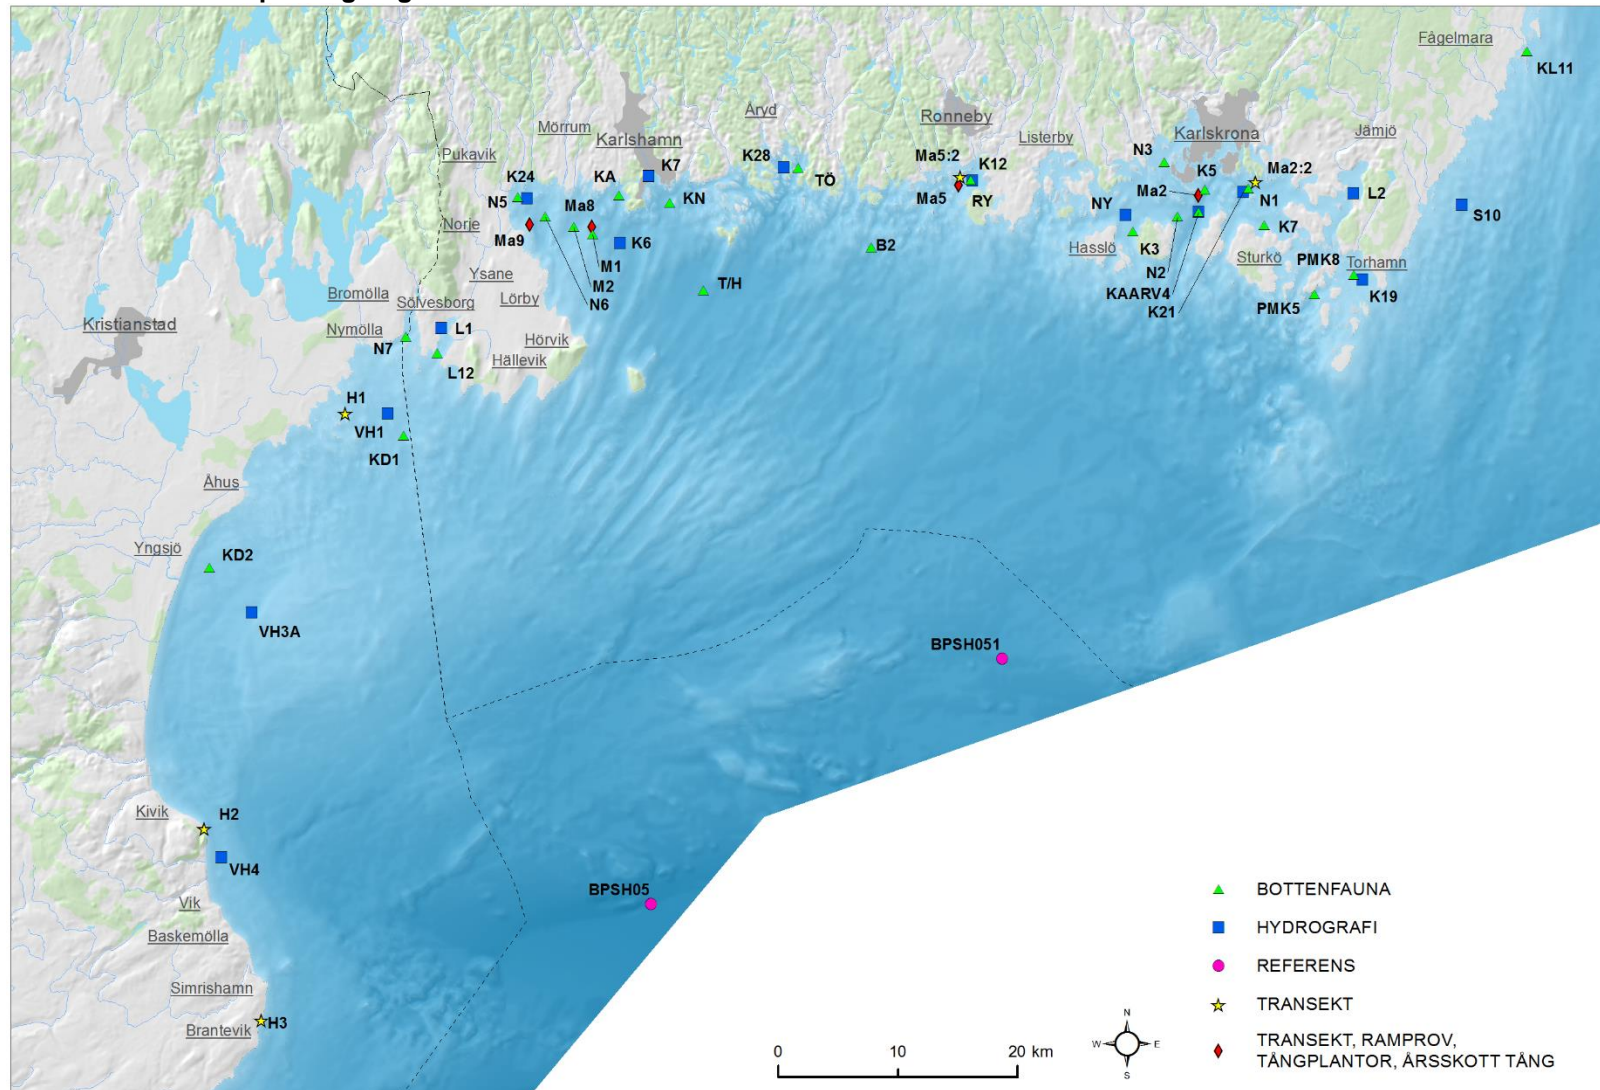 Fågelmara
KL11
Åryd
Ronneby
Mörrum
Karlshamn
Listerby
Karlskrona
Jämjö
Pukavik
K24
KA
K7
K28
TÖ
Ma5:2
K12
N3
K5
Ma2:2
N5
Ma8
KN
Ma5
RY
NY
Ma2
N1
L2
S10
Norje
Ma9
K6
B2
Hasslö
K3
K7
Ysane
M1
M2
N6
T/H
N2
KAARV4
K21
Sturkö
PMK8
Torhamn
K19
PMK5
Bromölla
Sölvesborg
Lörby
Kristianstad
Nymölla
N7
L1
Hörvik
Hällevik
L12
H1
VH1
KD1
Åhus
Yngsjö
KD2
VH3A
BPSH051
Kivik
H2
VH4
BPSH05
Vik
Baskemölla
Simrishamn
Brantevik
H3
BOTTENFAUNA
HYDROGRAFI
REFERENS
TRANSEKT
TRANSEKT, RAMPROV,
TÅNGPLANTOR, ÅRSSKOTT TÅNG
0 10 20 km
N
W E
S